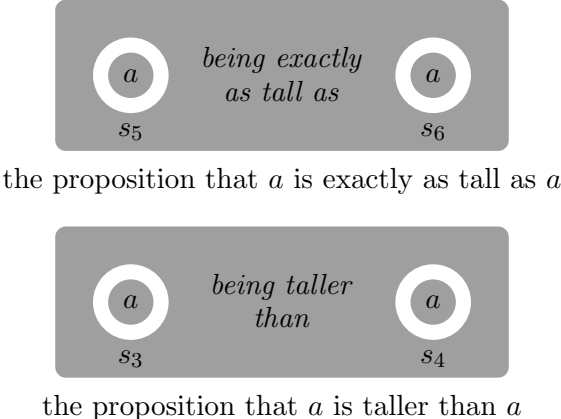 being exactly
a as tall as a
s₅ s₆
the proposition that a is exactly as tall as a
being taller
a than a
s₃ s₄
the proposition that a is taller than a